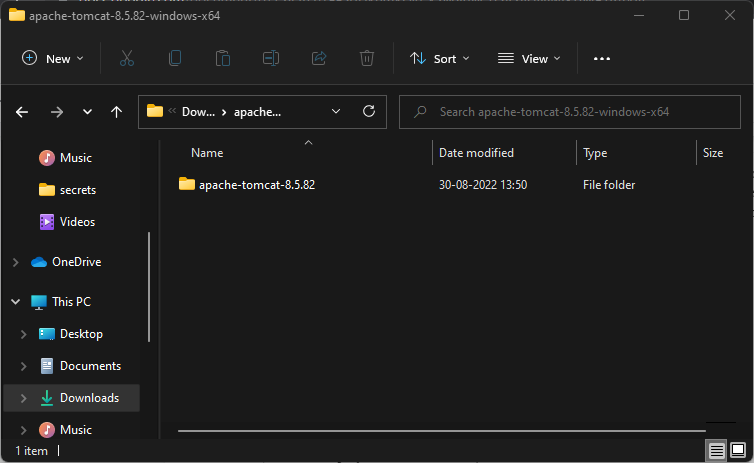 apache-tomcat-8.5.82-windows-x64
New Sort View
Dow... apache... Search apache-tomcat-8.5.82-windows-x64
Name Date modified Type Size
apache-tomcat-8.5.82 30-08-2022 13:50 File folder
Music
secrets
Videos
OneDrive
This PC
Desktop
Documents
Downloads
Music
1 item